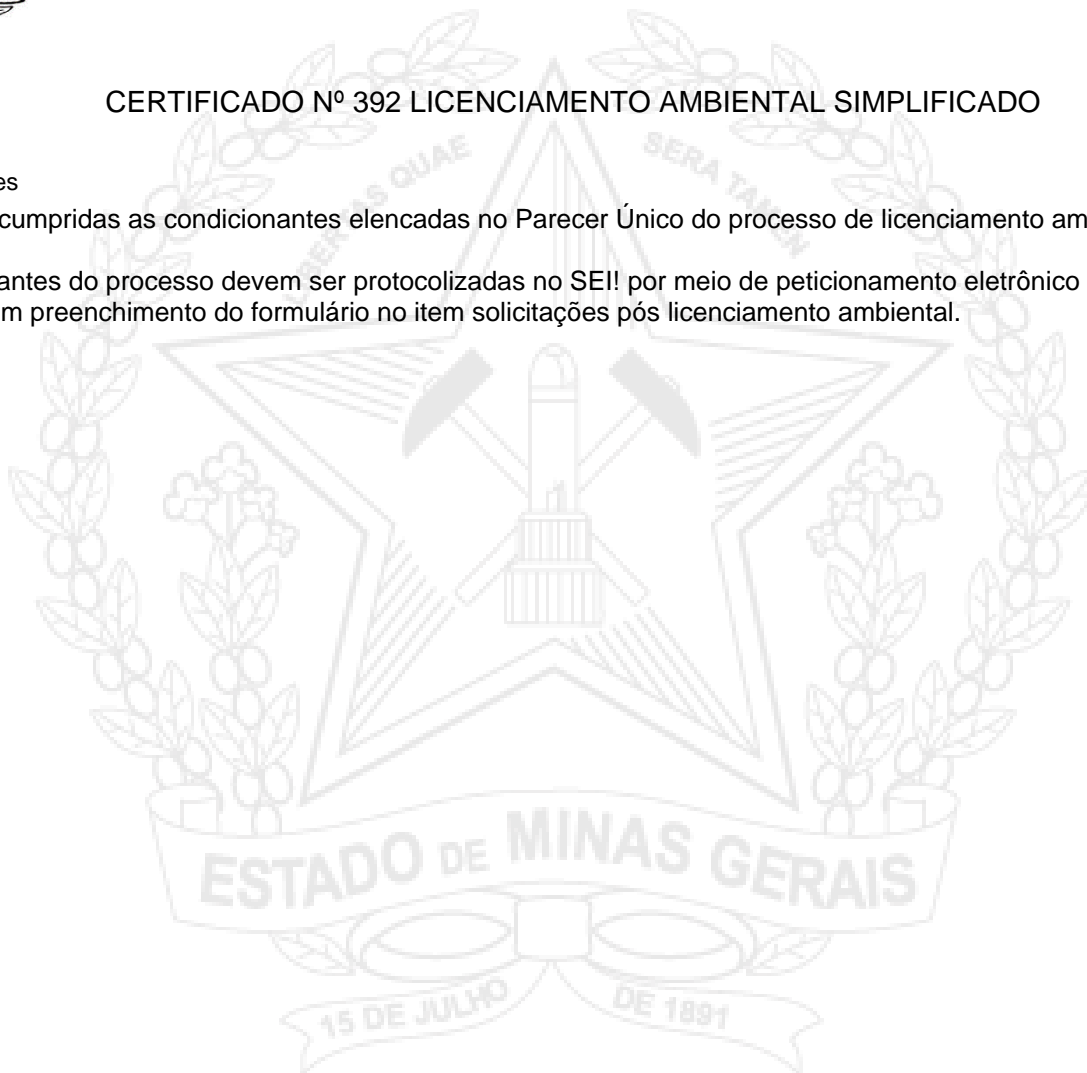 CERTIFICADO Nº 392 LICENCIAMENTO AMBIENTAL SIMPLIFICADO
es
cumpridas as condicionantes elencadas no Parecer Único do processo de licenciamento am
antes do processo devem ser protocolizadas no SEI! por meio de peticionamento eletrônico
m preenchimento do formulário no item solicitações pós licenciamento ambiental.
LIBERTAS QUAE SERA TAMEN
ESTADO DE MINAS GERAIS
15 DE JULHO DE 1891